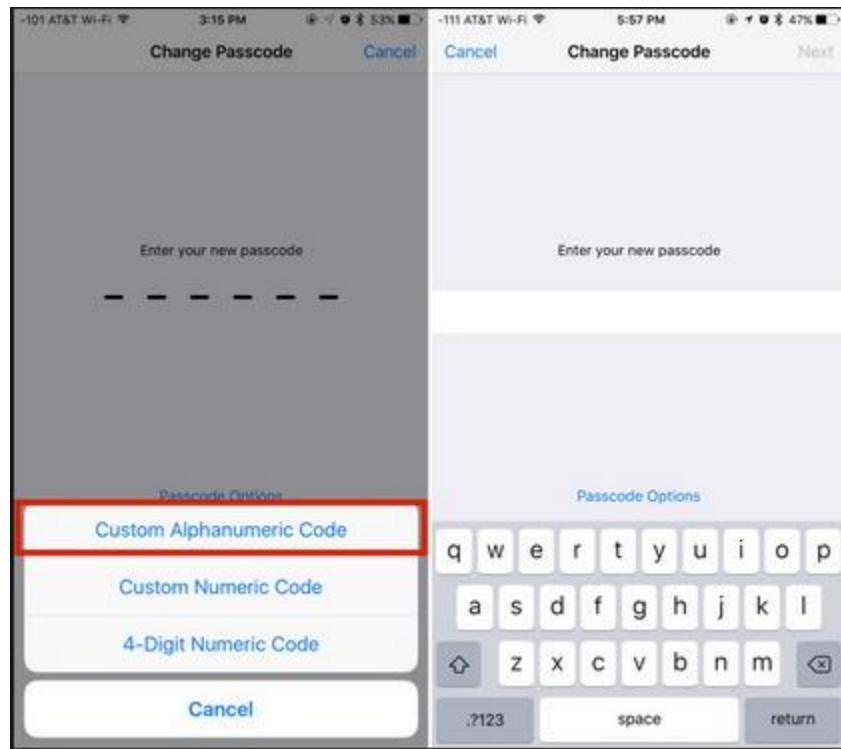 -101 AT&T Wi-Fi 3:15 PM 53%
Change Passcode Cancel
Enter your new passcode
Passcode Options
Custom Alphanumeric Code
Custom Numeric Code
4-Digit Numeric Code
Cancel
-111 AT&T Wi-Fi 5:57 PM 47%
Cancel Change Passcode Next
Enter your new passcode
Passcode Options
q w e r t y u i o p
a s d f g h j k l
z x c v b n m
.?123 space return